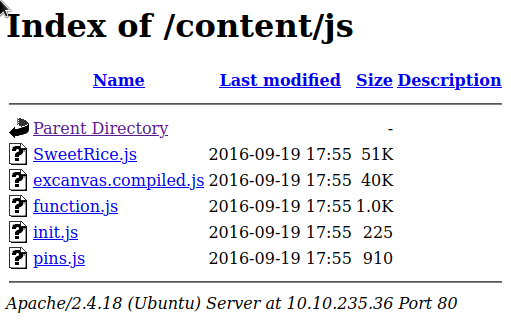 Index of /content/js
Name Last modified Size Description
Parent Directory -
SweetRice.js 2016-09-19 17:55 51K
excanvas.compiled.js 2016-09-19 17:55 40K
function.js 2016-09-19 17:55 1.0K
init.js 2016-09-19 17:55 225
pins.js 2016-09-19 17:55 910
Apache/2.4.18 (Ubuntu) Server at 10.10.235.36 Port 80